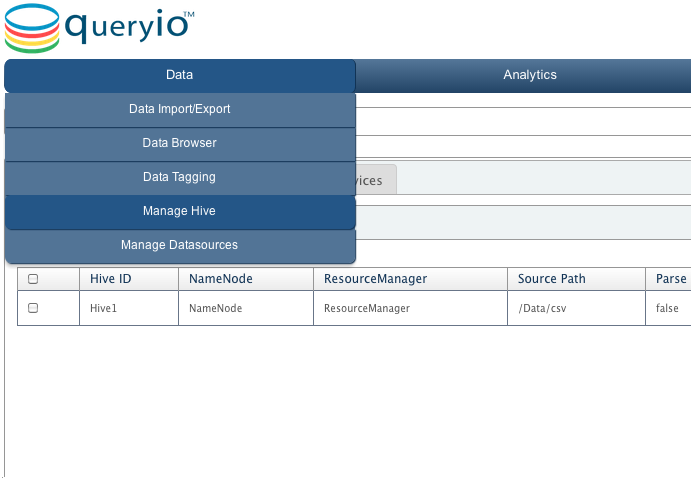 queryio™
Data Analytics
Data Import/Export
Data Browser
Data Tagging
vices
Manage Hive
Manage Datasources
Hive ID NameNode ResourceManager Source Path Parse
Hive1 NameNode ResourceManager /Data/csv false